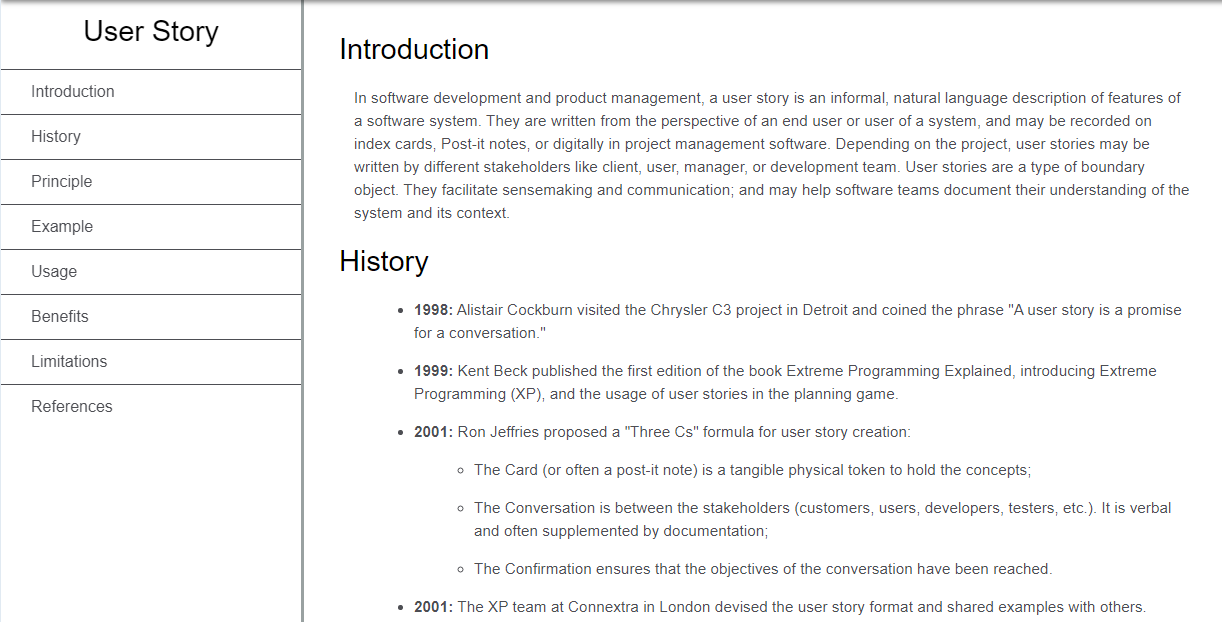 User Story
Introduction
History
Principle
Example
Usage
Benefits
Limitations
References
Introduction
In software development and product management, a user story is an informal, natural language description of features of
a software system. They are written from the perspective of an end user or user of a system, and may be recorded on
index cards, Post-it notes, or digitally in project management software. Depending on the project, user stories may be
written by different stakeholders like client, user, manager, or development team. User stories are a type of boundary
object. They facilitate sensemaking and communication; and may help software teams document their understanding of the
system and its context.
History
• 1998: Alistair Cockburn visited the Chrysler C3 project in Detroit and coined the phrase "A user story is a promise
for a conversation."
• 1999: Kent Beck published the first edition of the book Extreme Programming Explained, introducing Extreme
Programming (XP), and the usage of user stories in the planning game.
• 2001: Ron Jeffries proposed a "Three Cs" formula for user story creation:
◦ The Card (or often a post-it note) is a tangible physical token to hold the concepts;
◦ The Conversation is between the stakeholders (customers, users, developers, testers, etc.). It is verbal
and often supplemented by documentation;
◦ The Confirmation ensures that the objectives of the conversation have been reached.
• 2001: The XP team at Connextra in London devised the user story format and shared examples with others.